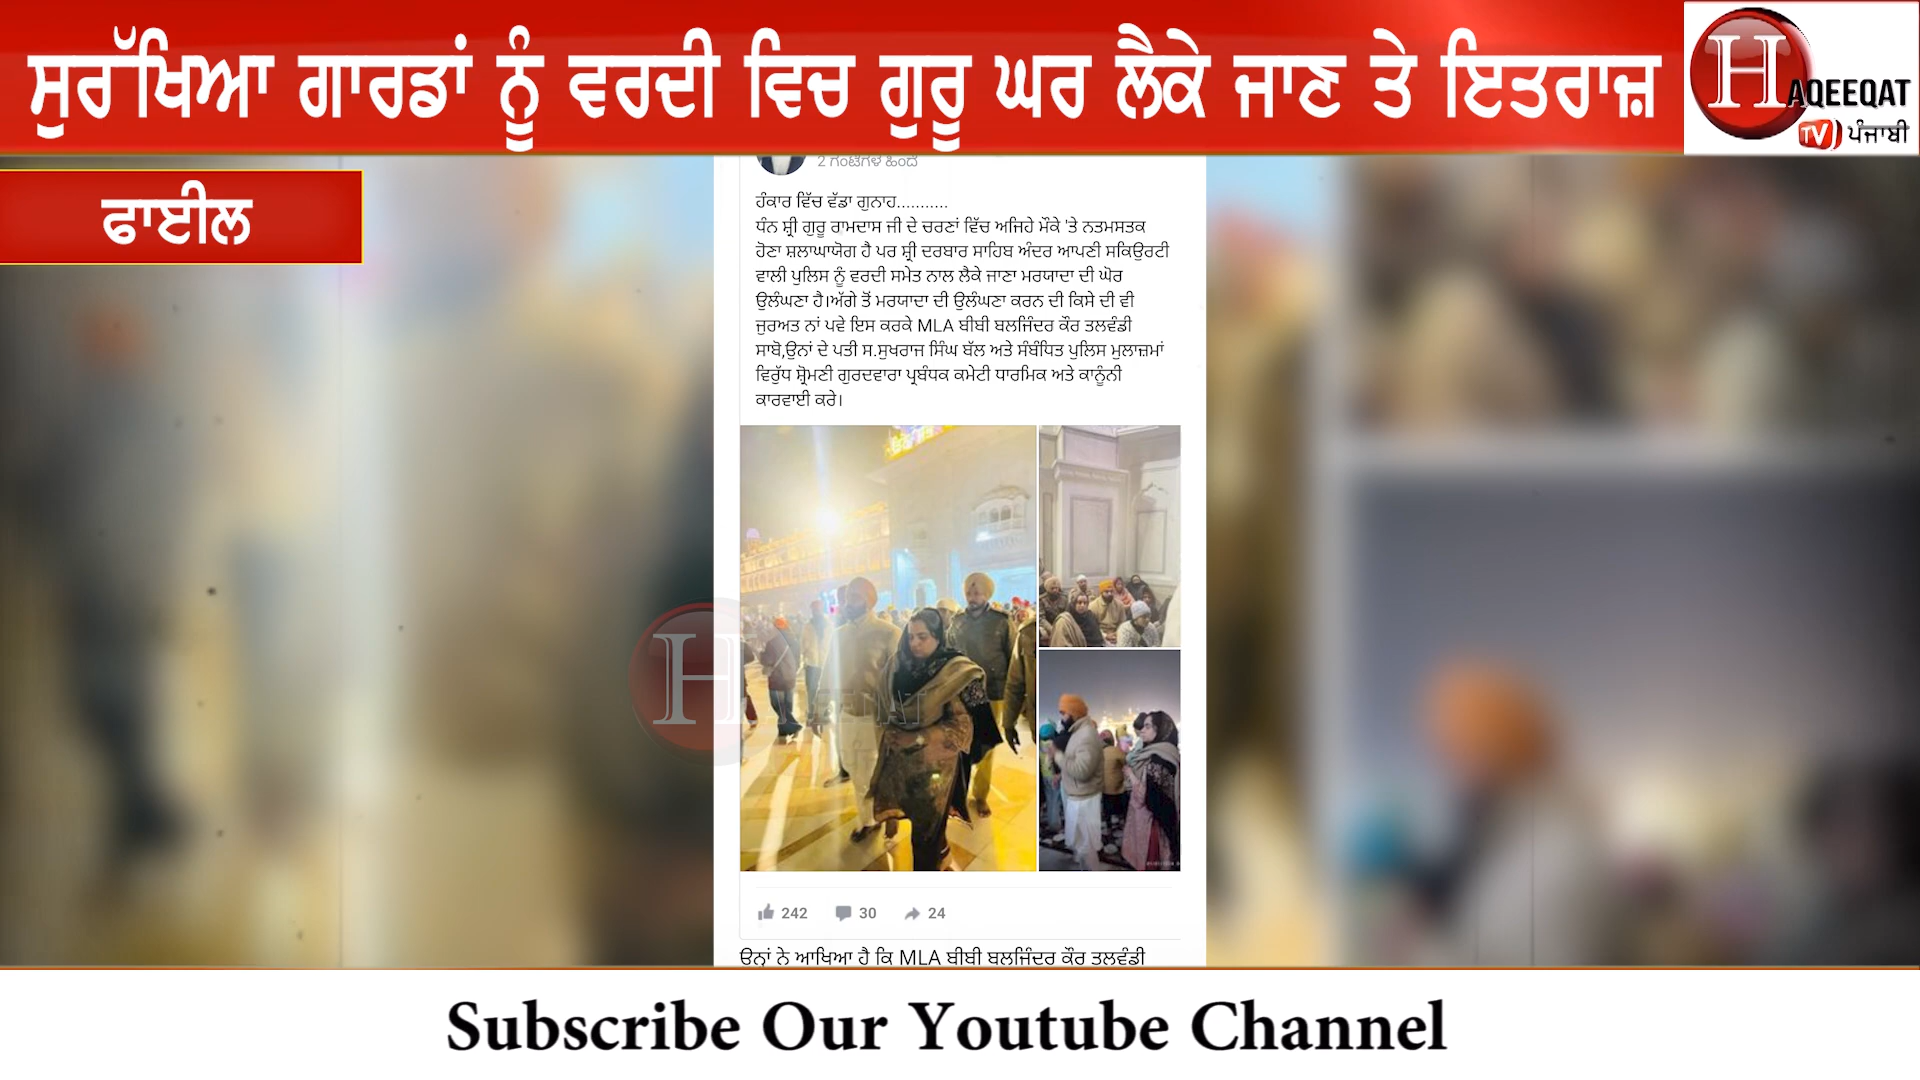 ਸੁਰੱਖਿਆ ਗਾਰਡਾਂ ਨੂੰ ਵਰਦੀ ਵਿਚ ਗੁਰੂ ਘਰ ਲੈਕੇ ਜਾਣ ਤੇ ਇਤਰਾਜ਼
HAQEEQAT
TV ਪੰਜਾਬੀ
ਫਾਈਲ
2 ಗಂಟೆಗಳ ಹಿಂದೆ
ਹੰਕਾਰ ਵਿੱਚ ਵੱਡਾ ਗੁਨਾਹ...........
ਧੰਨ ਸ਼੍ਰੀ ਗੁਰੂ ਰਾਮਦਾਸ ਜੀ ਦੇ ਚਰਣਾਂ ਵਿੱਚ ਅਜਿਹੇ ਮੌਕੇ 'ਤੇ ਨਤਮਸਤਕ
ਹੋਣਾ ਸ਼ਲਾਘਾਯੋਗ ਹੈ ਪਰ ਸ਼੍ਰੀ ਦਰਬਾਰ ਸਾਹਿਬ ਅੰਦਰ ਆਪਣੀ ਸਕਿਉਰਟੀ
ਵਾਲੀ ਪੁਲਿਸ ਨੂੰ ਵਰਦੀ ਸਮੇਤ ਨਾਲ ਲੈਕੇ ਜਾਣਾ ਮਰਯਾਦਾ ਦੀ ਘੋਰ
ਉਲੰਘਣਾ ਹੈ।ਅੱਗੇ ਤੋਂ ਮਰਯਾਦਾ ਦੀ ਉਲੰਘਣਾ ਕਰਨ ਦੀ ਕਿਸੇ ਦੀ ਵੀ
ਜੁਰਅਤ ਨਾਂ ਪਵੇ ਇਸ ਕਰਕੇ MLA ਬੀਬੀ ਬਲਜਿੰਦਰ ਕੌਰ ਤਲਵੰਡੀ
ਸਾਬੋ,ਉਨਾਂ ਦੇ ਪਤੀ ਸ.ਸੁਖਰਾਜ ਸਿੰਘ ਬੱਲ ਅਤੇ ਸੰਬੰਧਿਤ ਪੁਲਿਸ ਮੁਲਾਜ਼ਮਾਂ
ਵਿਰੁੱਧ ਸ਼੍ਰੋਮਣੀ ਗੁਰਦਵਾਰਾ ਪ੍ਰਬੰਧਕ ਕਮੇਟੀ ਧਾਰਮਿਕ ਅਤੇ ਕਾਨੂੰਨੀ
ਕਾਰਵਾਈ ਕਰੇ।
242 30 24
ਉਨਾਂ ਨੇ ਆਖਿਆ ਹੈ ਕਿ MLA ਬੀਬੀ ਬਲਜਿੰਦਰ ਕੌਰ ਤਲਵੰਡੀ
Subscribe Our Youtube Channel